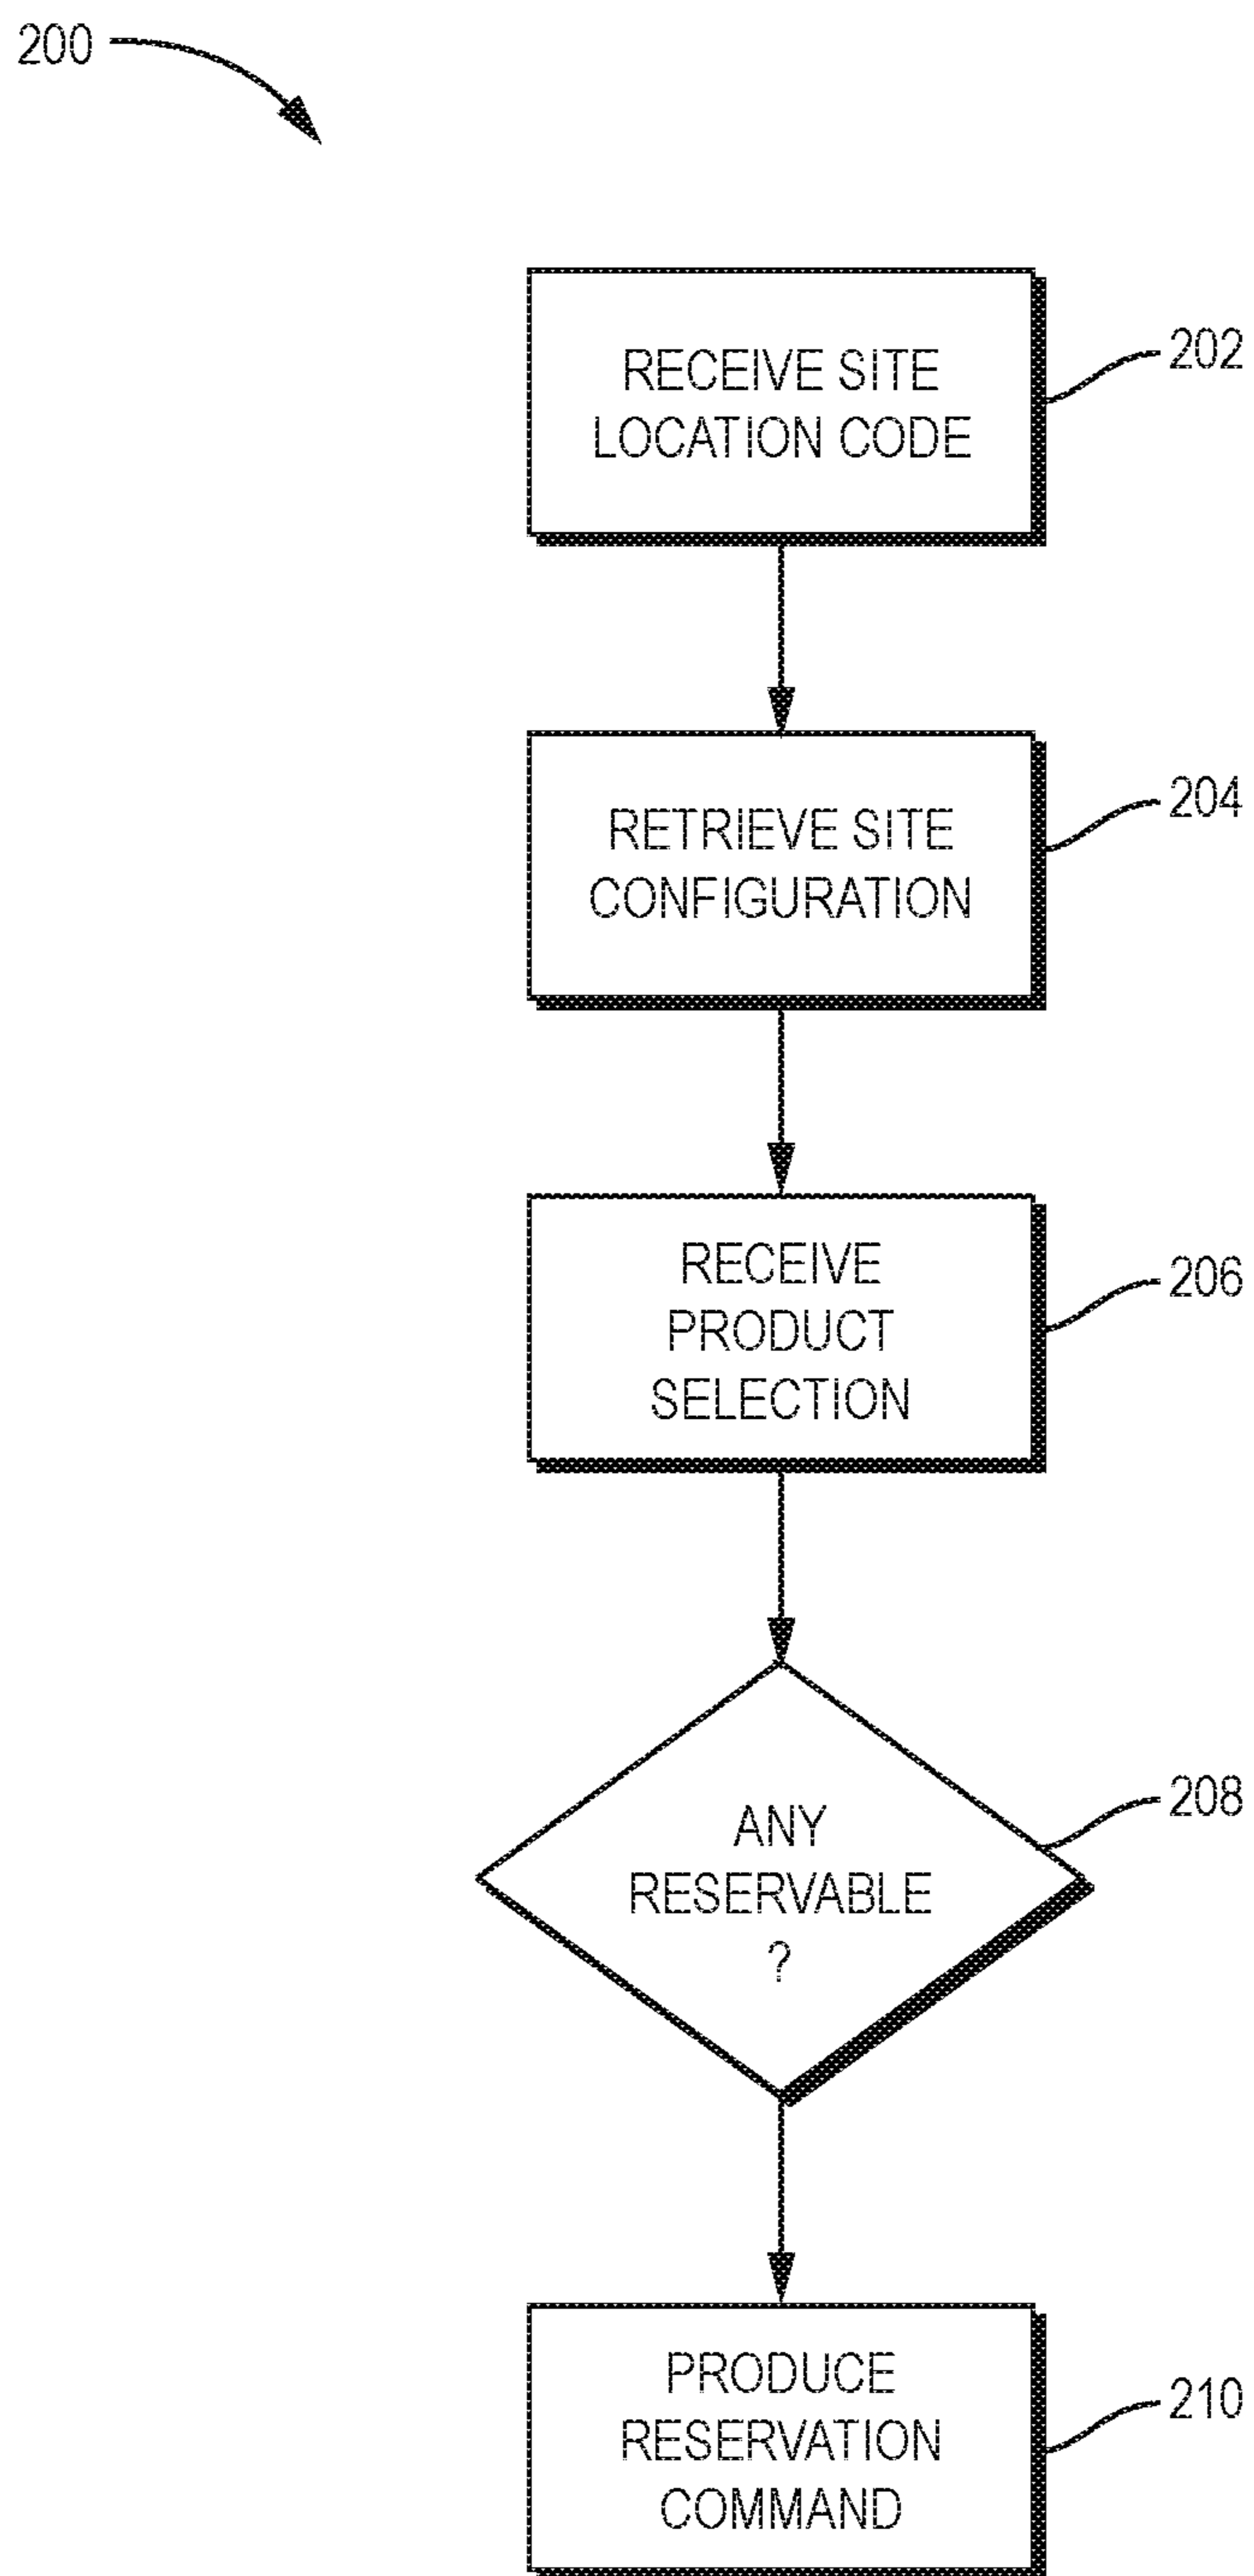 200
RECEIVE SITE
LOCATION CODE
202
RETRIEVE SITE
CONFIGURATION
204
RECEIVE
PRODUCT
SELECTION
206
ANY
RESERVABLE
?
208
PRODUCE
RESERVATION
COMMAND
210